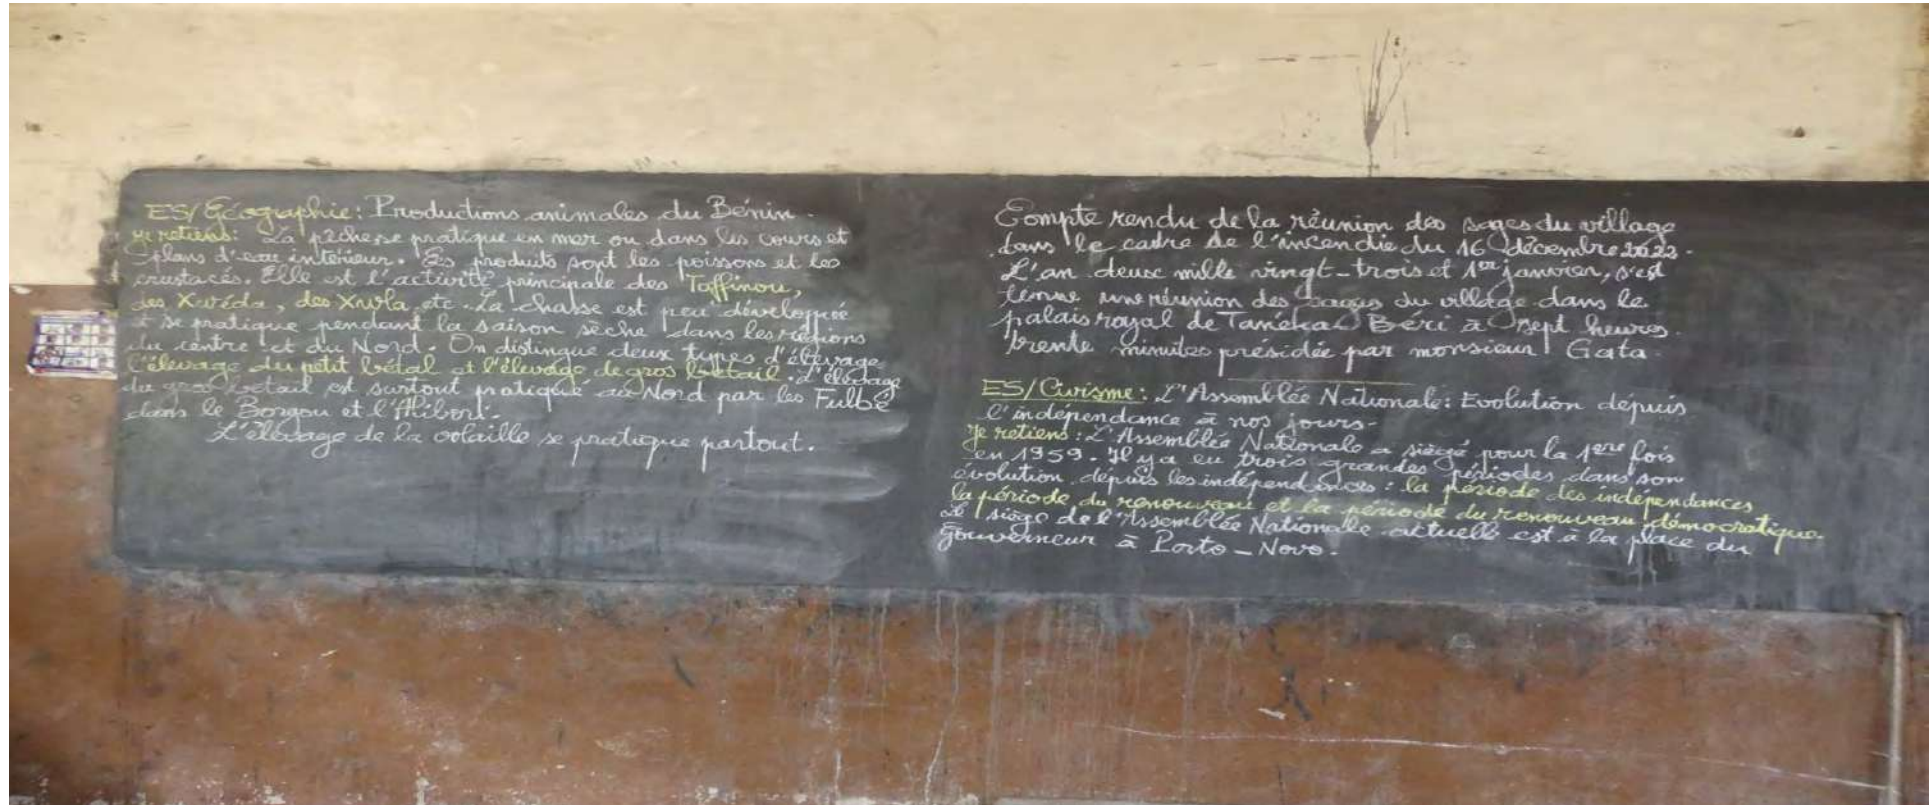 ES/Géographie: Productions animales du Bénin.
Je retiens: La pêche se pratique en mer ou dans les cours et
plans d'eau intérieur. Les produits sont les poissons et les
crustacés. Elle est l'activité principale des Toffinou,
des Xwéda, des Xwla, etc. La chasse est peu développée
et se pratique pendant la saison sèche dans les régions
du centre et du Nord. On distingue deux types d'élevage
l'élevage du petit bétal et l'élevage de gros bétail. L'élevage
du gros bétail est surtout pratiqué au Nord par les Fulbé
dans le Borgou et l'Alibori.
L'élevage de la volaille se pratique partout.
Compte rendu de la réunion des sages du village
dans le cadre de l'incendie du 16 décembre 2022.
L'an deux mille vingt-trois et 1er janvier, s'est
tenue une réunion des sages du village dans le
palais royal de Tanéka Béri à sept heures
trente minutes présidée par monsieur Gata.
ES/Civisme: L'Assemblée Nationale: Evolution dépuis
l'indépendance à nos jours-
Je retiens: L'Assemblée Nationale a siégé pour la 1ere fois
en 1959. Il y a eu trois grandes périodes dans son
évolution dépuis les indépendances: la période des indépendances
la période du renouveau et la période du renouveau démocratique.
Le siège de l'Assemblée Nationale actuelle est à la place du
gouverneur à Porto-Novo.